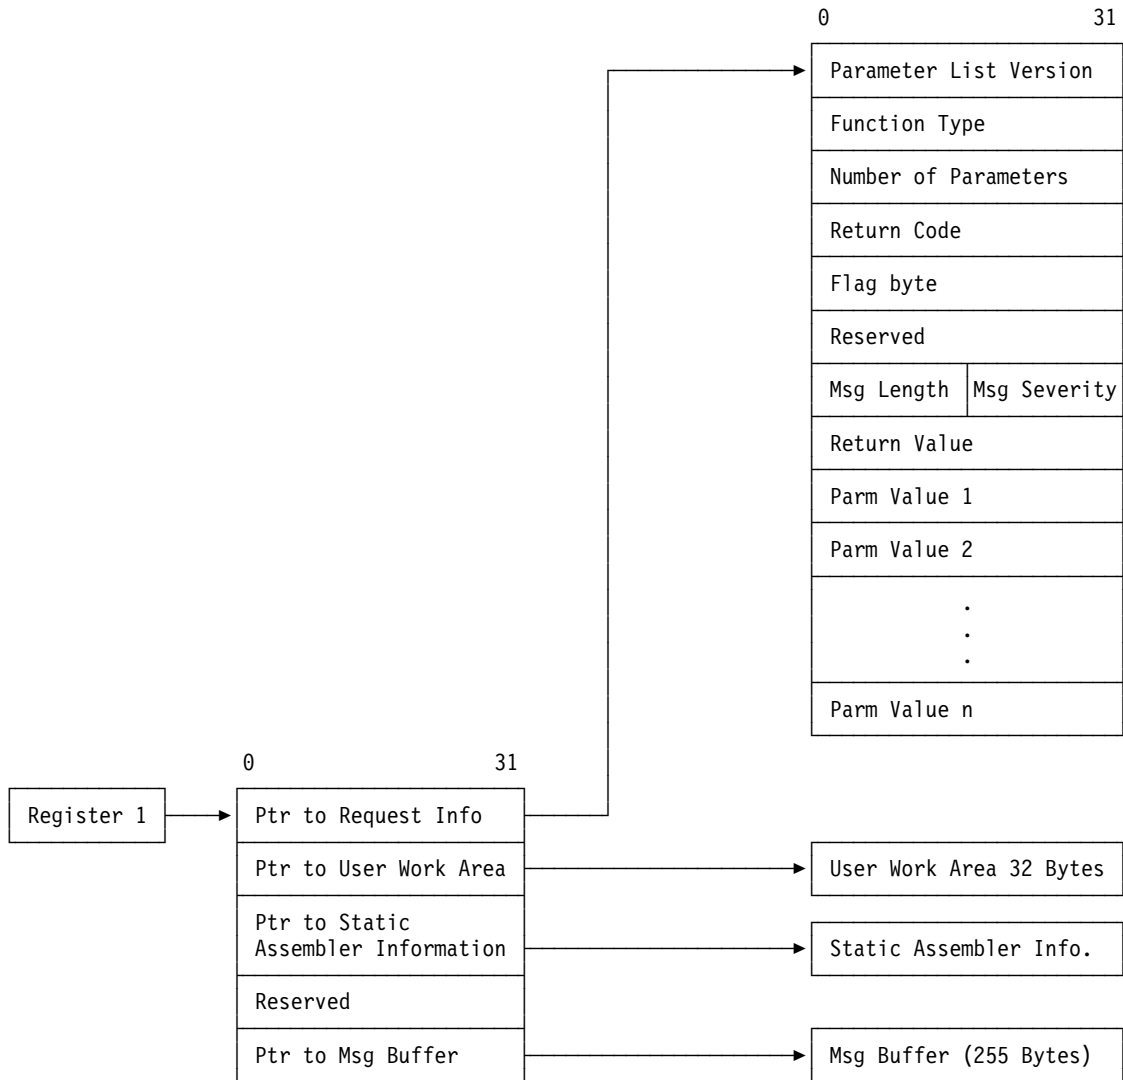 0 31
Parameter List Version
Function Type
Number of Parameters
Return Code
Flag byte
Reserved
Msg Length Msg Severity
Return Value
Parm Value 1
Parm Value 2
.
.
.
Parm Value n
0 31
Register 1 Ptr to Request Info
Ptr to User Work Area User Work Area 32 Bytes
Ptr to Static
Assembler Information Static Assembler Info.
Reserved
Ptr to Msg Buffer Msg Buffer (255 Bytes)